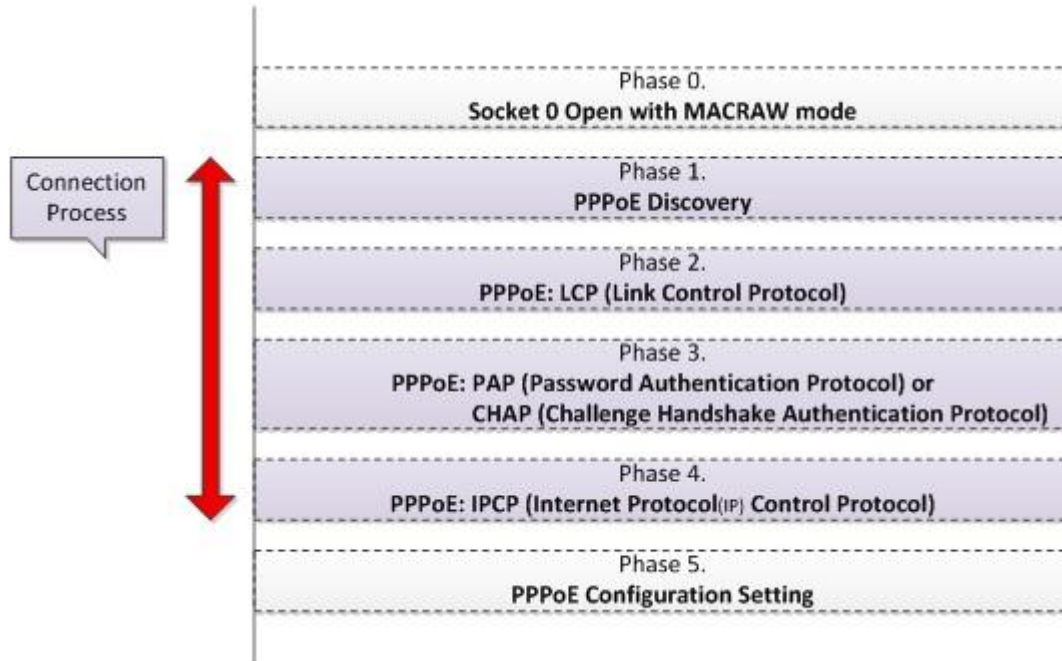 Phase 0.
Socket 0 Open with MACRAW mode
Connection
Process
Phase 1.
PPPoE Discovery
Phase 2.
PPPoE: LCP (Link Control Protocol)
Phase 3.
PPPoE: PAP (Password Authentication Protocol) or
CHAP (Challenge Handshake Authentication Protocol)
Phase 4.
PPPoE: IPCP (Internet Protocol(IP) Control Protocol)
Phase 5.
PPPoE Configuration Setting